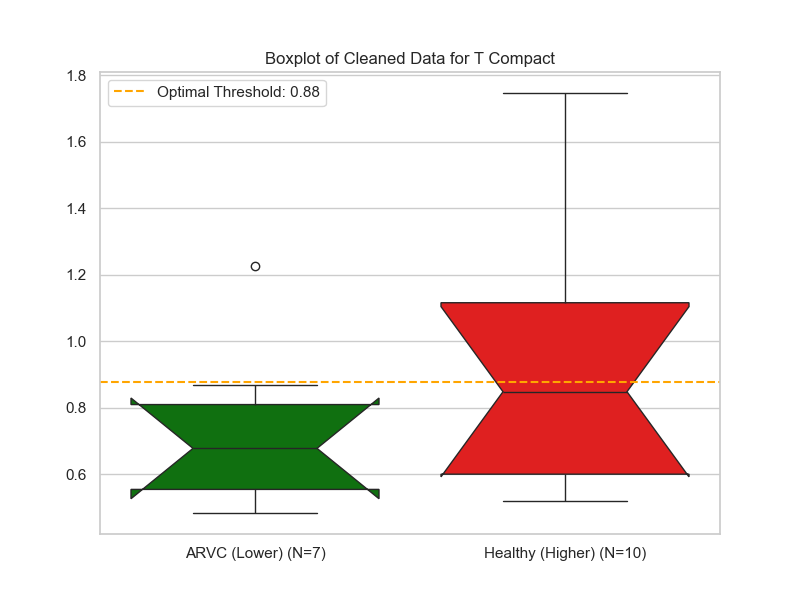 Boxplot of Cleaned Data for T Compact
Optimal Threshold: 0.88
1.8
1.6
1.4
1.2
1.0
0.8
0.6
ARVC (Lower) (N=7)
Healthy (Higher) (N=10)